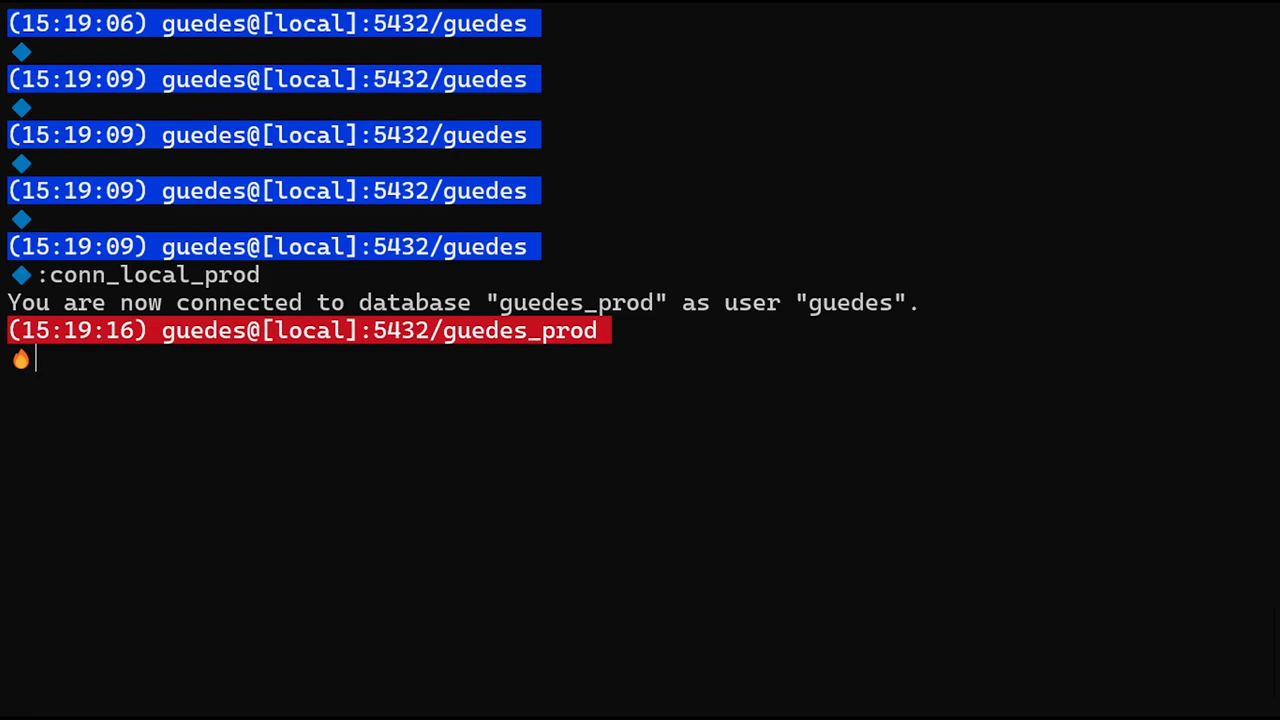 (15:19:06) guedes@[local]:5432/guedes
🔷
(15:19:09) guedes@[local]:5432/guedes
🔷
(15:19:09) guedes@[local]:5432/guedes
🔷
(15:19:09) guedes@[local]:5432/guedes
🔷
(15:19:09) guedes@[local]:5432/guedes
🔷:conn_local_prod
You are now connected to database "guedes_prod" as user "guedes".
(15:19:16) guedes@[local]:5432/guedes_prod
🔥